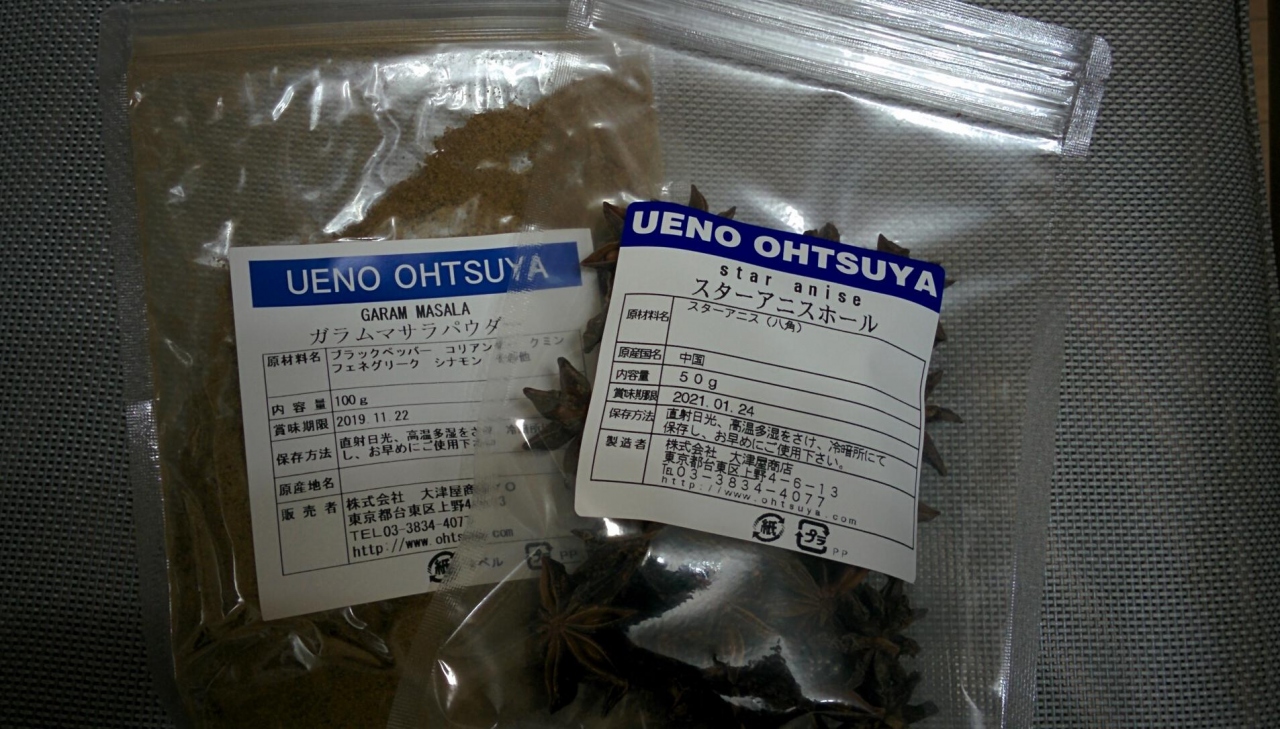 UENO OHTSUYA
GARAM MASALA
ガラムマサラパウダー
原材料名 ブラックペッパー コリアン クミン
フェネグリーク シナモン その他
内容量 100g
賞味期限 2019.11.22
保存方法 直射日光、高温多湿をさ
し、お早めにご使用下
原産地名
販売者 株式会社 大津屋商
東京都台東区上野4
TEL03-3834-407
http://www.ohts com
紙 ラベル PP
UENO OHTSUYA
star anise
スターアニスホール
原材料名 スターアニス(八角)
原産国名 中国
内容量 50g
賞味期限 2021.01.24
保存方法 直射日光、高温多湿をさけ、冷暗所にて
保存し、お早めにご使用下さい。
製造者 株式会社 大津屋商店
東京都台東区上野4-6-13
℡03-3834-4077
http://www.ohtsuya.com
紙 プラ PP